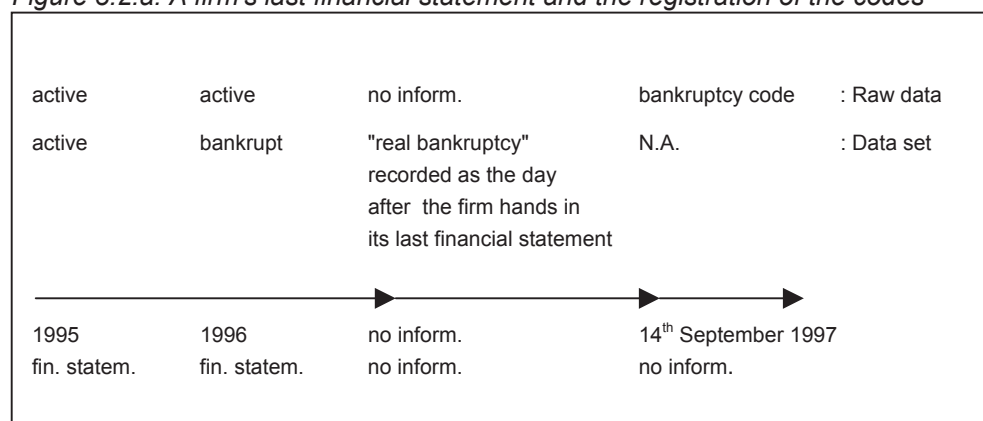 Figure 3.2.a: A firm's last financial statement and the registration of the codes
active active no inform. bankruptcy code : Raw data
active bankrupt "real bankruptcy" N.A. : Data set
recorded as the day
after the firm hands in
its last financial statement
1995 1996 no inform. 14th September 1997
fin. statem. fin. statem. no inform. no inform.